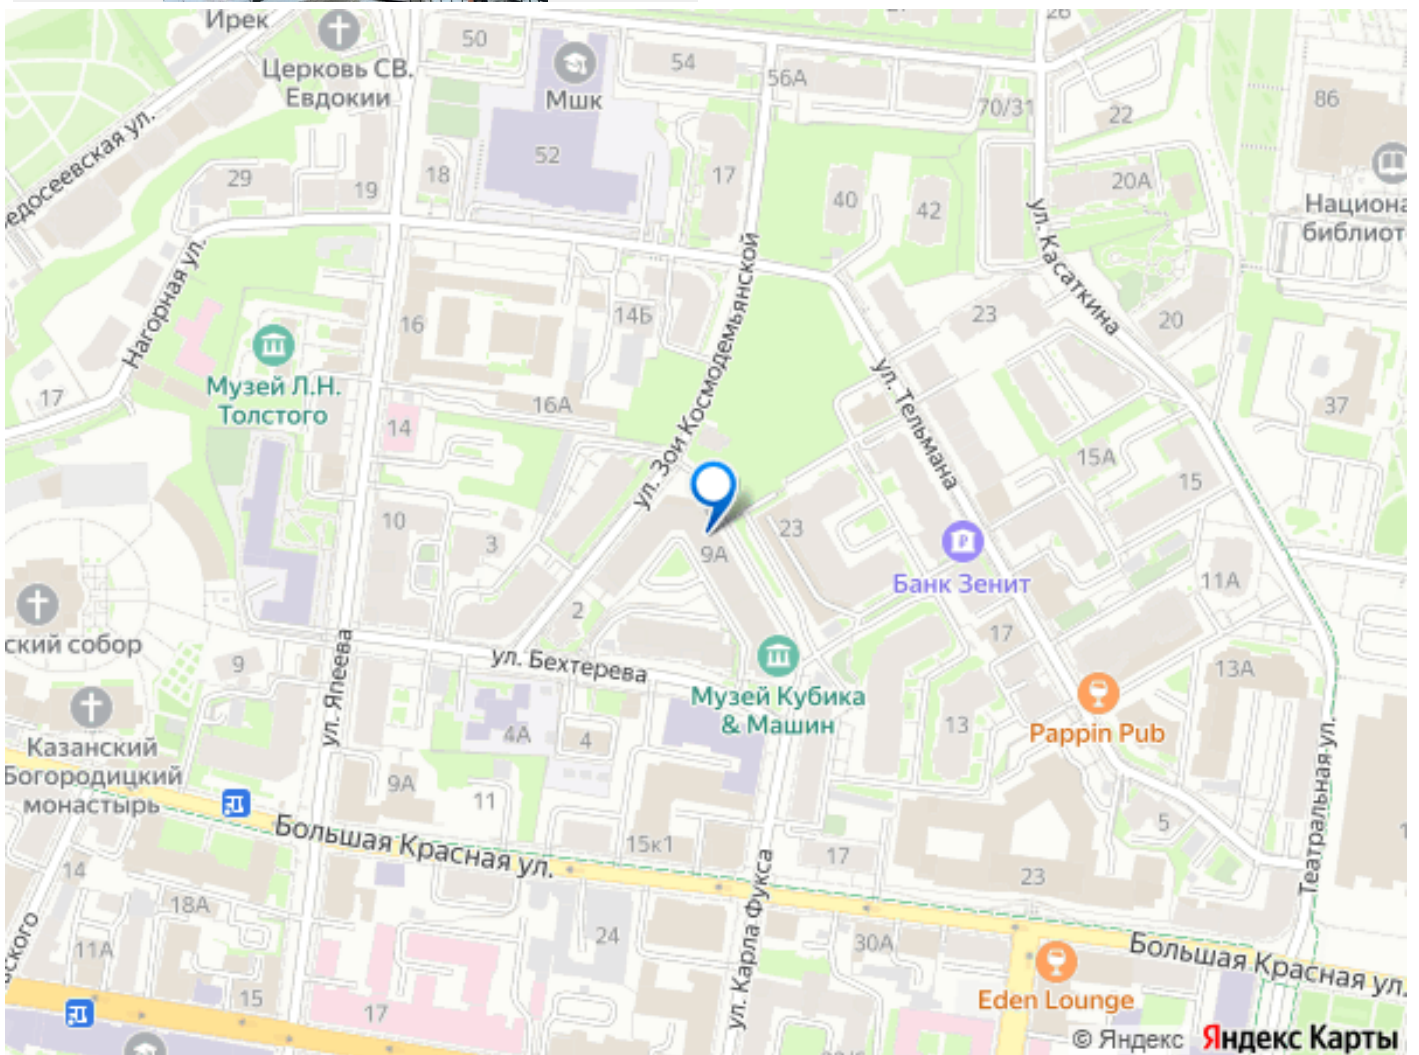 Ирек
50
Церковь СВ.
Евдокии
Мшк
54
56А
26
70/31
22
86
52
17
18
29
19
едосеевская ул.
40
42
20А
Национа
библиот
ул. Касаткина
Нагорная ул.
ул. Зои Космодемьянской
14Б
16
23
20
Музей Л.Н.
Толстого
17
16А
14
ул. Тельмана
37
15А
15
10
3
9А
23
Банк Зенит
11А
2
17
ский собор
9
ул. Япеева
ул. Бехтерева
Музей Кубика
& Машин
13А
13
Pappin Pub
4А
4
Казанский
Богородицкий
монастырь
9А
11
Театральная ул.
5
Большая Красная ул.
15к1
17
23
14
18А
ул. Карла Фукса
24
30А
11А
ского
15
17
Большая Красная ул.
Eden Lounge
© Яндекс Яндекс Карты